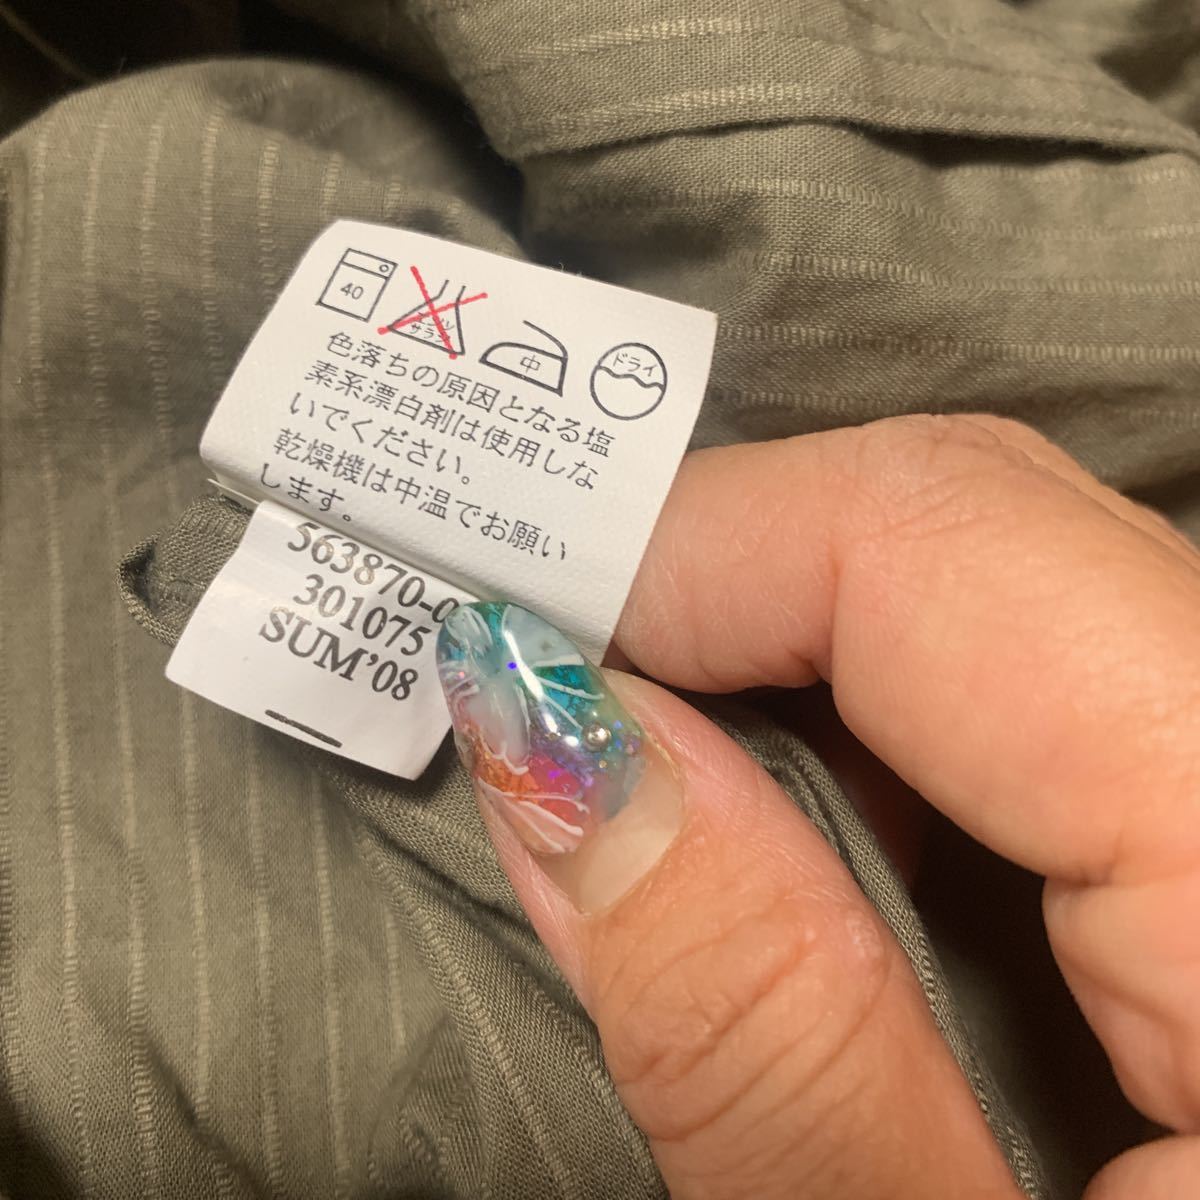 40
エンソ
サラシ
中
ドライ
色落ちの原因となる塩
素系漂白剤は使用しな
いでください。
乾燥機は中温でお願い
します。
563870-0
301075
SUM'08